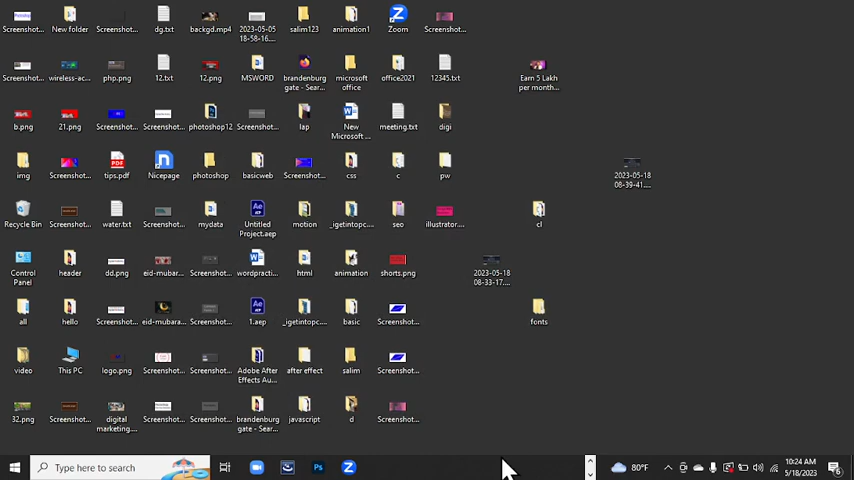 Screenshot...
New folder
Screenshot...
dg.txt
backgd.mp4
2023-05-05
18-58-16....
salim123
animation1
Zoom
Screenshot...
Screenshot...
wireless-ac...
php.png
12.txt
12.png
MSWORD
brandenburg
gate - Sear...
microsoft
office
office2021
12345.txt
Earn 5 Lakh
per month...
b.png
21.png
Screenshot...
Screenshot...
photoshop12
Screenshot...
lap
New
Microsoft ...
meeting.txt
digi
img
Screenshot...
tips.pdf
Nicepage
photoshop
basicweb
Screenshot...
css
c
pw
2023-05-18
08-39-41....
Recycle Bin
Screenshot...
water.txt
Screenshot...
mydata
Untitled
Project.aep
motion
_igetintopc...
seo
illustrator....
cl
Control
Panel
header
dd.png
eid-mubar...
Screenshot...
wordpracti...
html
animation
shorts.png
2023-05-18
08-33-17....
all
hello
Screenshot...
eid-mubara...
Screenshot...
1.aep
_igetintopc...
basic
Screenshot...
fonts
video
This PC
logo.png
Screenshot...
Screenshot...
Adobe After
Effects Au...
after effect
salim
Screenshot...
32.png
Screenshot...
digital
marketing....
Screenshot...
Screenshot...
brandenburg
gate - Sear...
javascript
d
Screenshot...
Type here to search
Ps
80°F
10:24 AM
5/18/2023
6